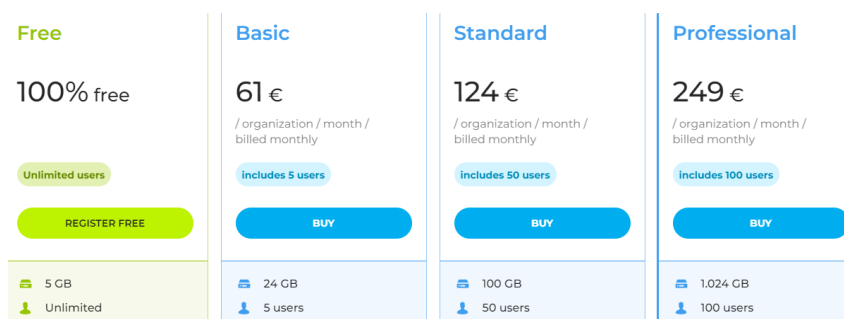 Free
100% free
Unlimited users
REGISTER FREE
5 GB
Unlimited
Basic
61 €
/ organization / month /
billed monthly
includes 5 users
BUY
24 GB
5 users
Standard
124 €
/ organization / month /
billed monthly
includes 50 users
BUY
100 GB
50 users
Professional
249 €
/ organization / month /
billed monthly
includes 100 users
BUY
1.024 GB
100 users